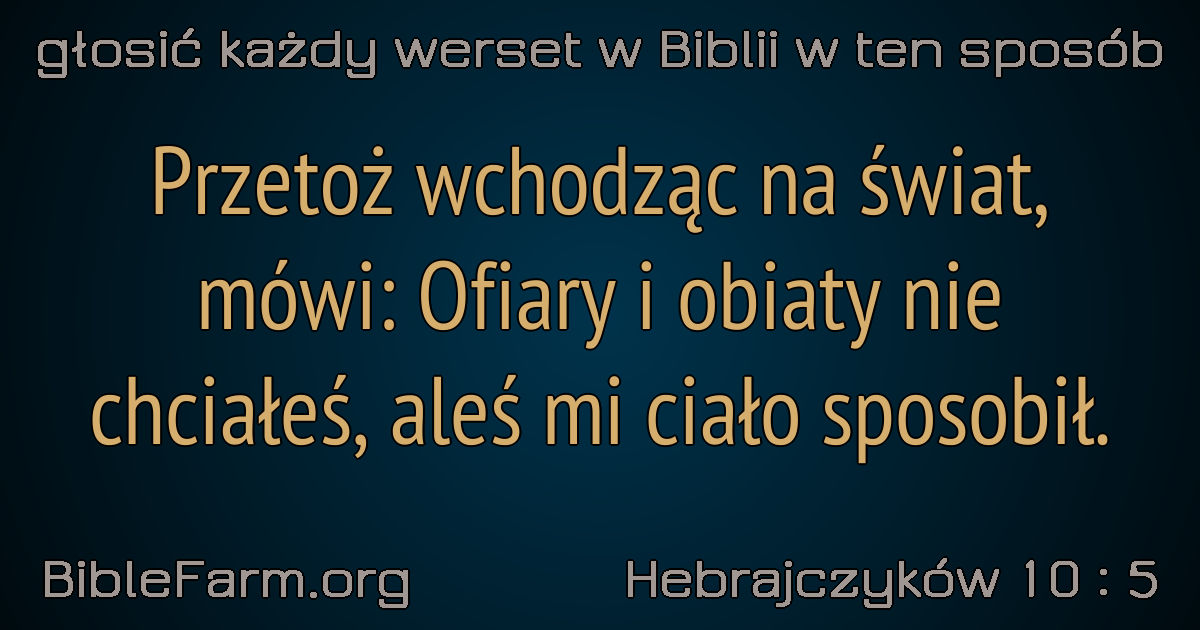 głosić każdy werset w Biblii w ten sposób
Przetoż wchodząc na świat,
mówi: Ofiary i obiaty nie
chciałeś, aleś mi ciało sposobił.
BibleFarm.org
Hebrajczyków 10 : 5